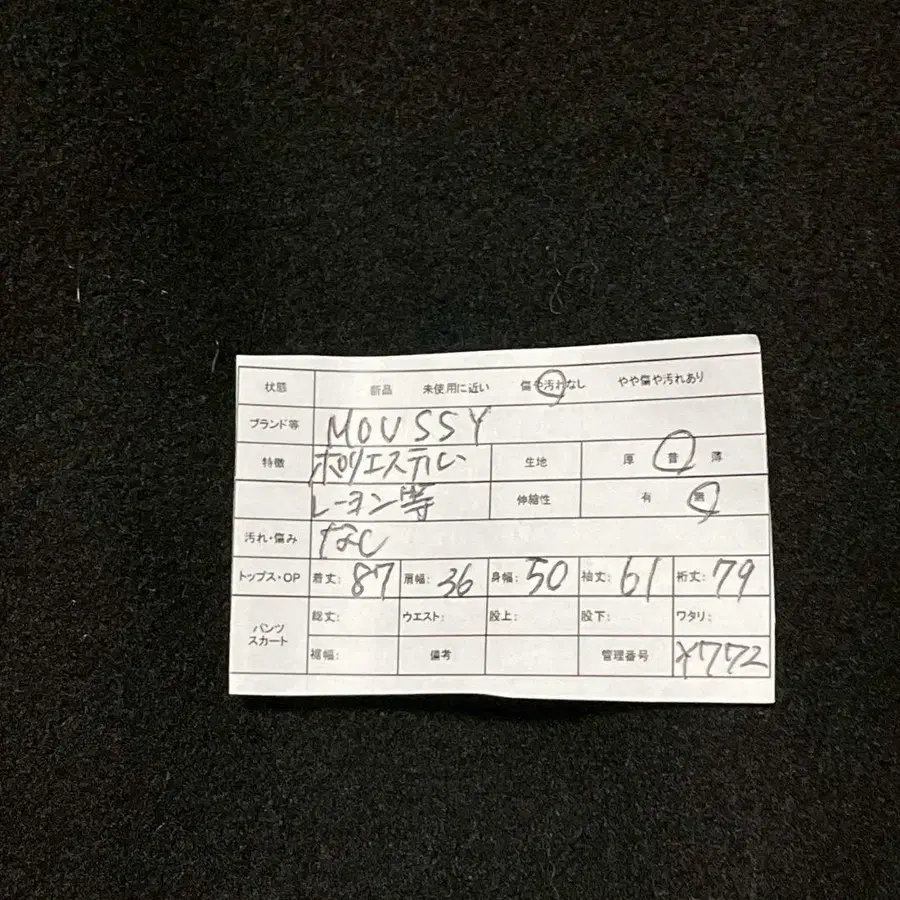 状態 新品 未使用に近い 傷や汚れなし やや傷や汚れあり
ブランド等 MOUSSY
特徴 ポリエステル 生地 厚 普 薄
レーヨン等 伸縮性 有 無
汚れ・傷み なし
トップス・OP 着丈: 87 肩幅: 36 身幅: 50 袖丈: 61 裄丈: 79
パンツ スカート 総丈: ウエスト: 股上: 股下: ワタリ:
裾幅: 備考 管理番号 Y772